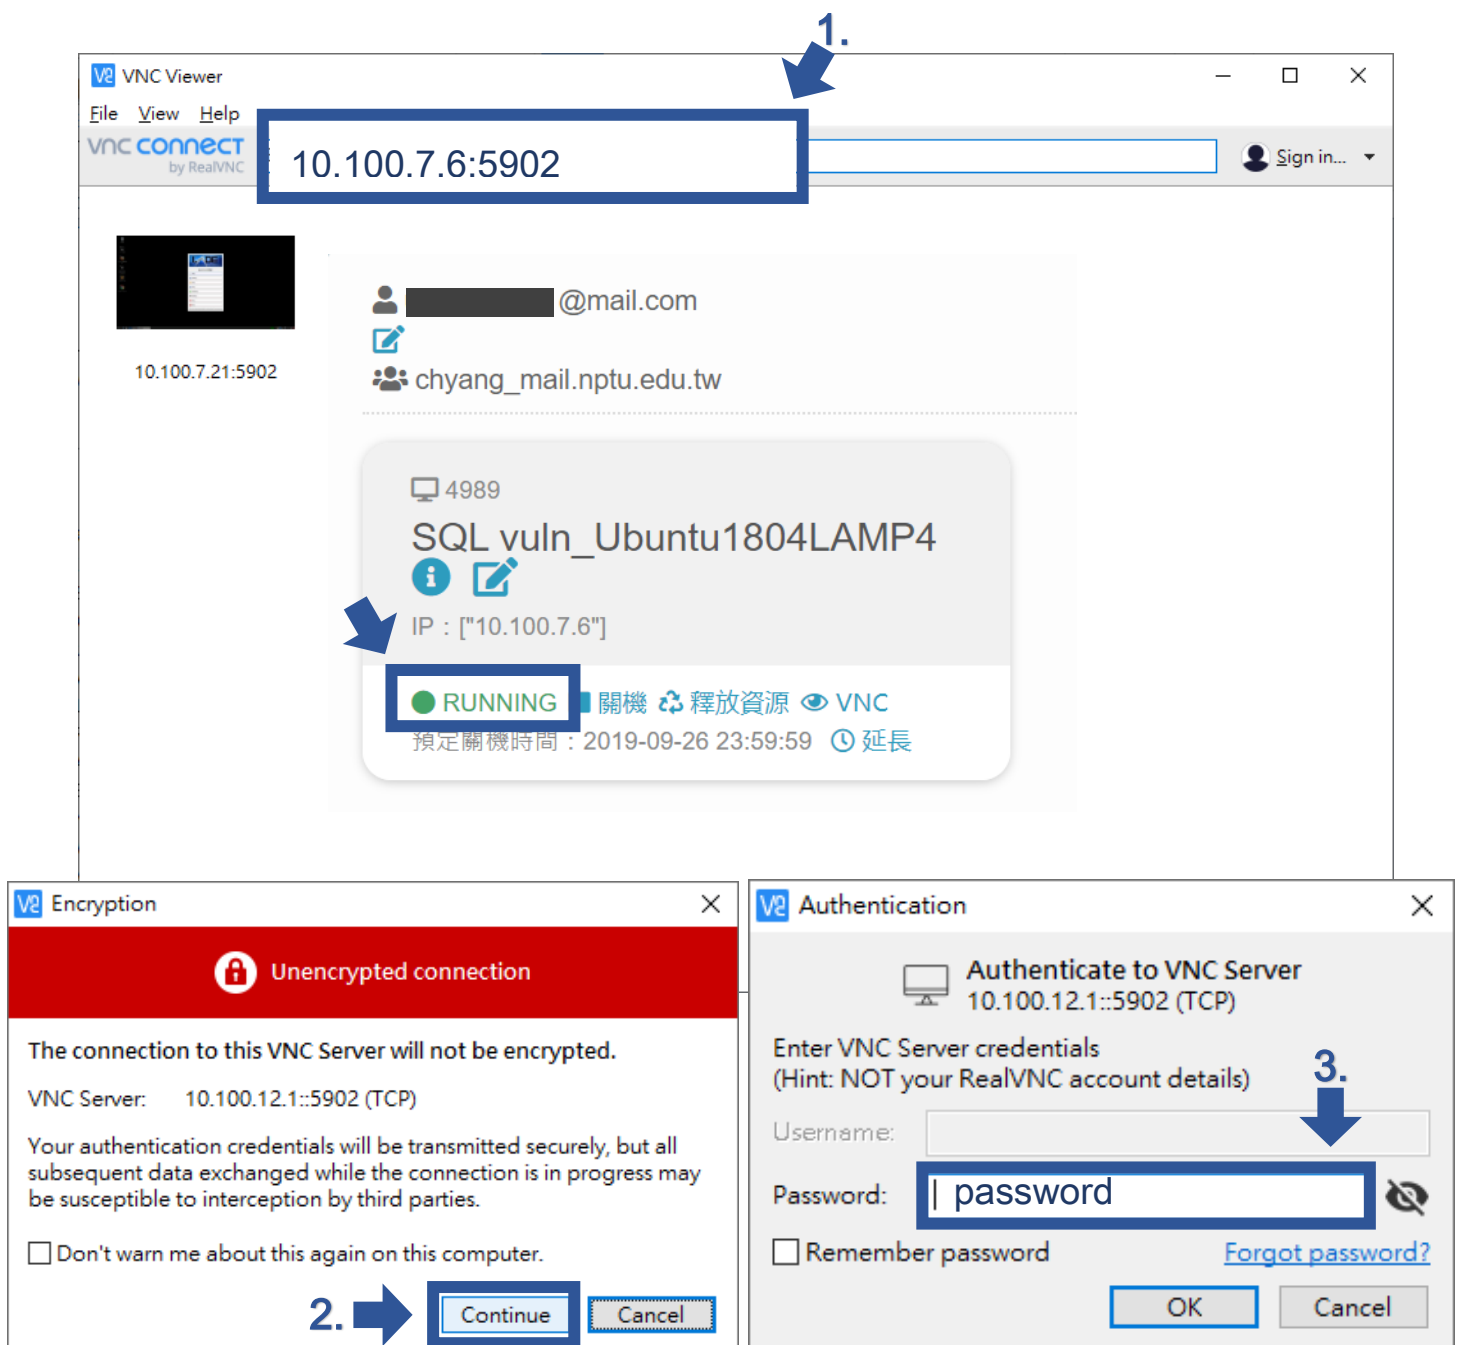 1.
VNC Viewer
File View Help
vnc connect
by RealVNC
10.100.7.6:5902
Sign in...
10.100.7.21:5902
@mail.com
chyang_mail.nptu.edu.tw
4989
SQL vuln_Ubuntu1804LAMP4
IP : ["10.100.7.6"]
RUNNING 關機 釋放資源 VNC
預定關機時間 : 2019-09-26 23:59:59 延長
Encryption
Unencrypted connection
The connection to this VNC Server will not be encrypted.
VNC Server: 10.100.12.1::5902 (TCP)
Your authentication credentials will be transmitted securely, but all
subsequent data exchanged while the connection is in progress may
be susceptible to interception by third parties.
Don't warn me about this again on this computer.
2.
Continue Cancel
Authentication
Authenticate to VNC Server
10.100.12.1::5902 (TCP)
Enter VNC Server credentials
(Hint: NOT your RealVNC account details)
3.
Username:
Password: password
Remember password Forgot password?
OK Cancel